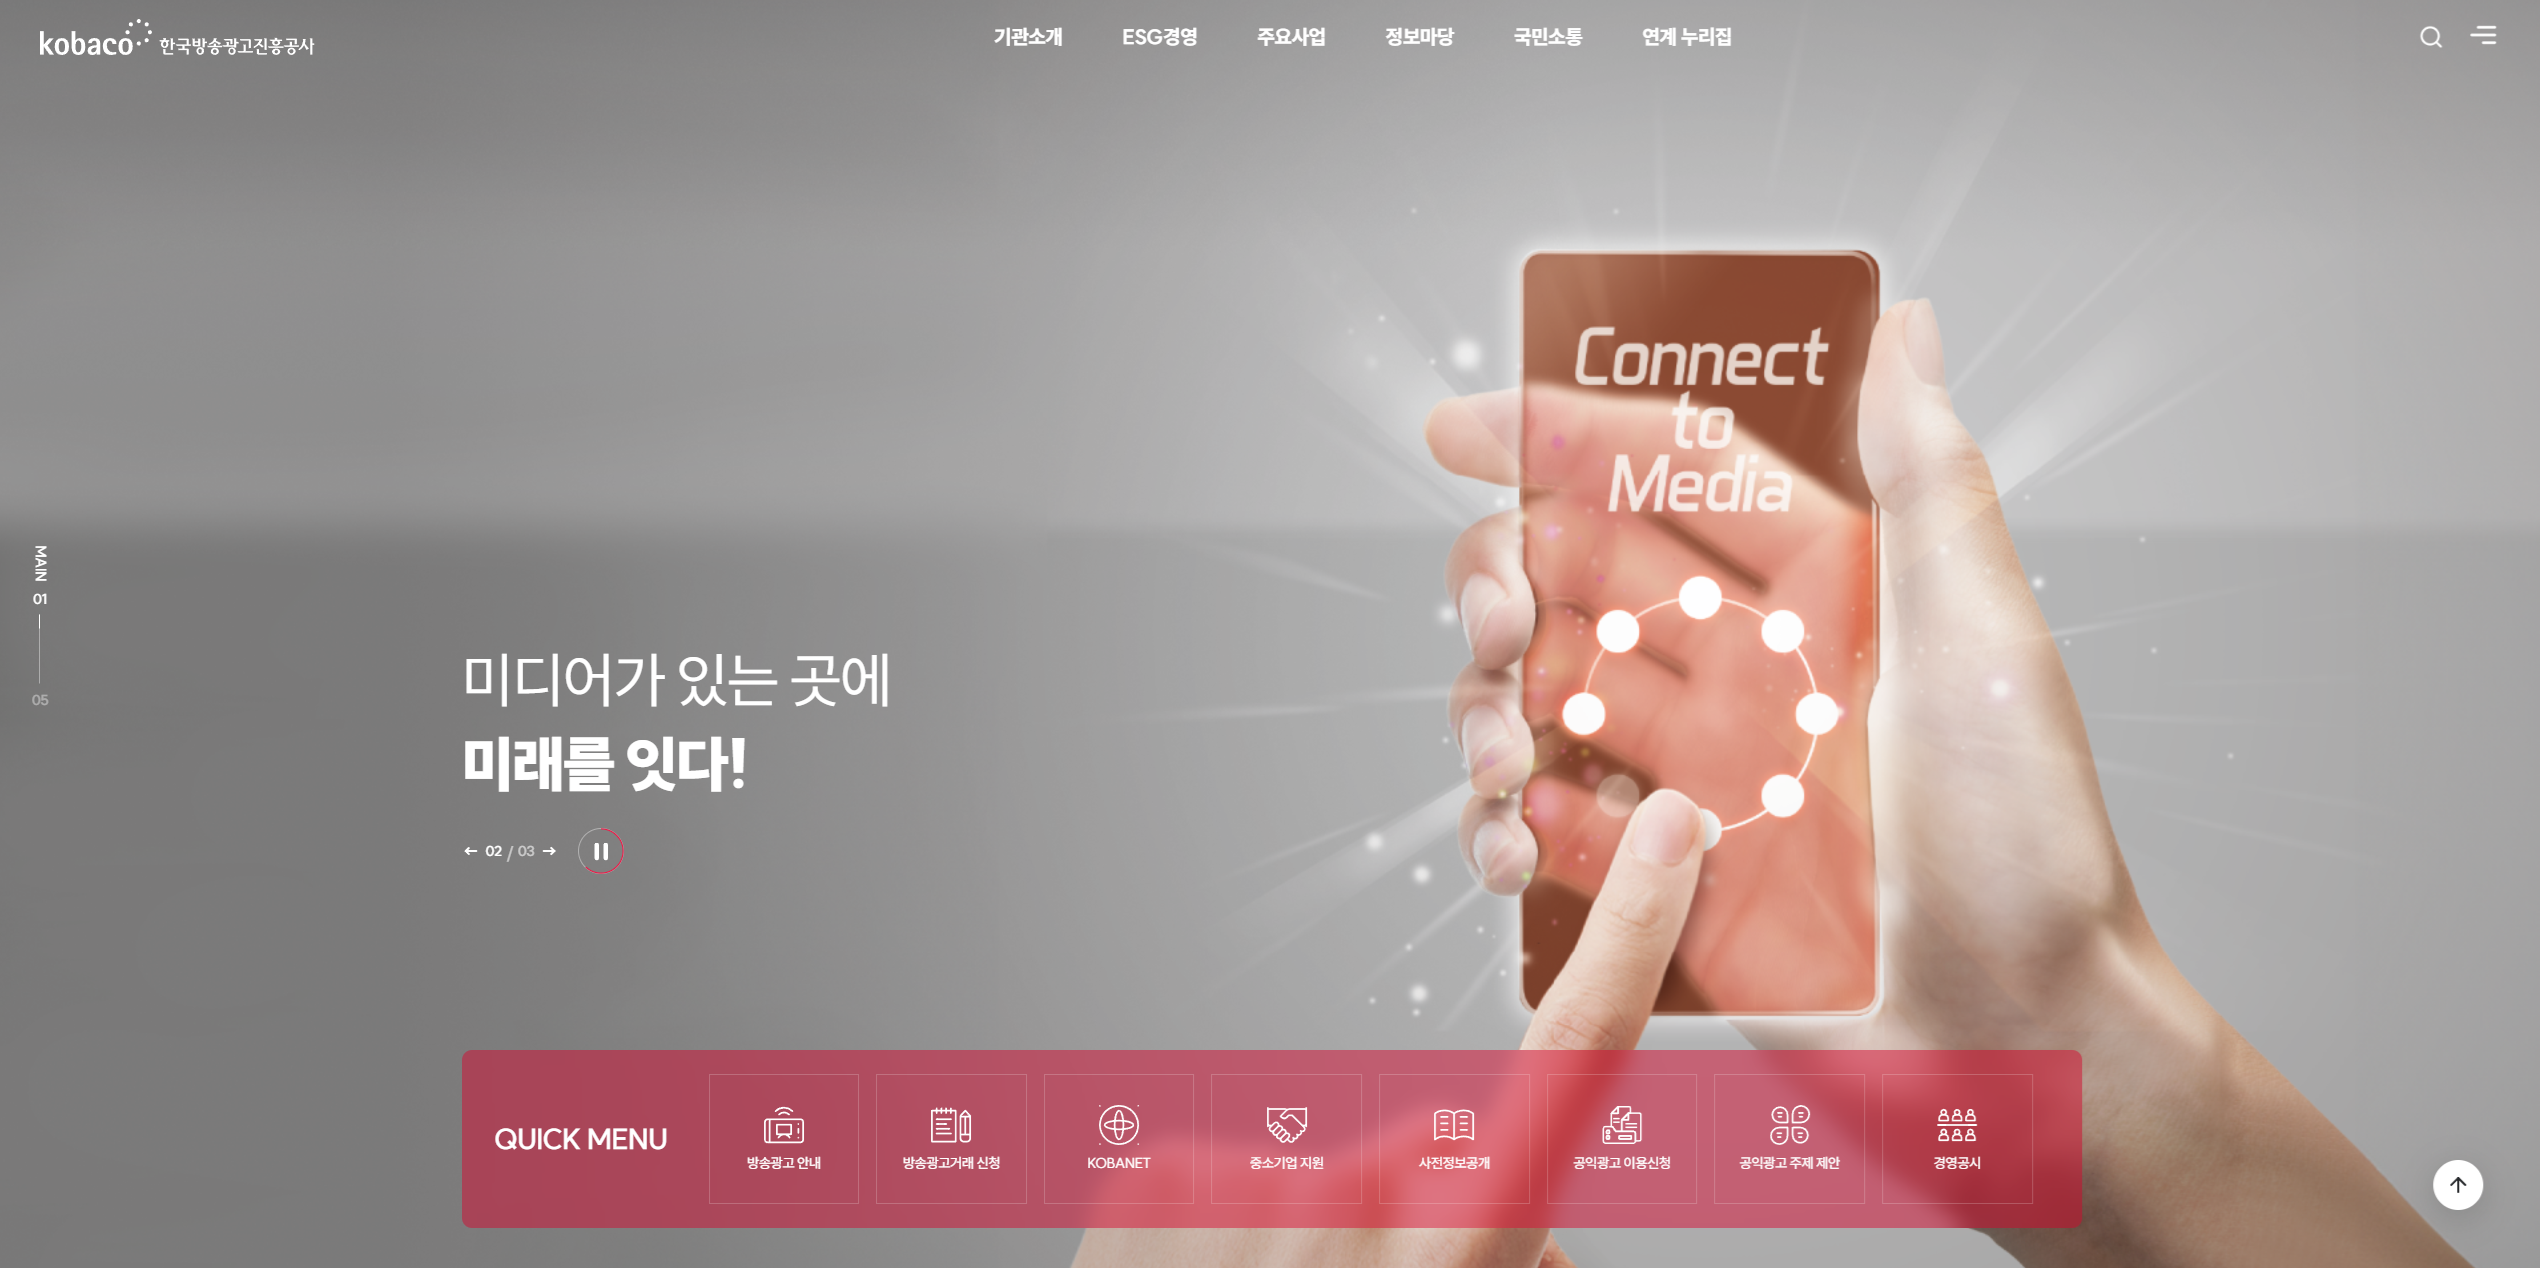 kobaco 한국방송광고진흥공사
기관소개 ESG경영 주요사업 정보마당 국민소통 연계 누리집
Connect
to
Media
MAIN 01
05
미디어가 있는 곳에
미래를 잇다!
02 / 03
QUICK MENU
방송광고 안내
방송광고거래 신청
KOBANET
중소기업 지원
사전정보공개
공익광고 이용신청
공익광고 주제 제안
경영공시